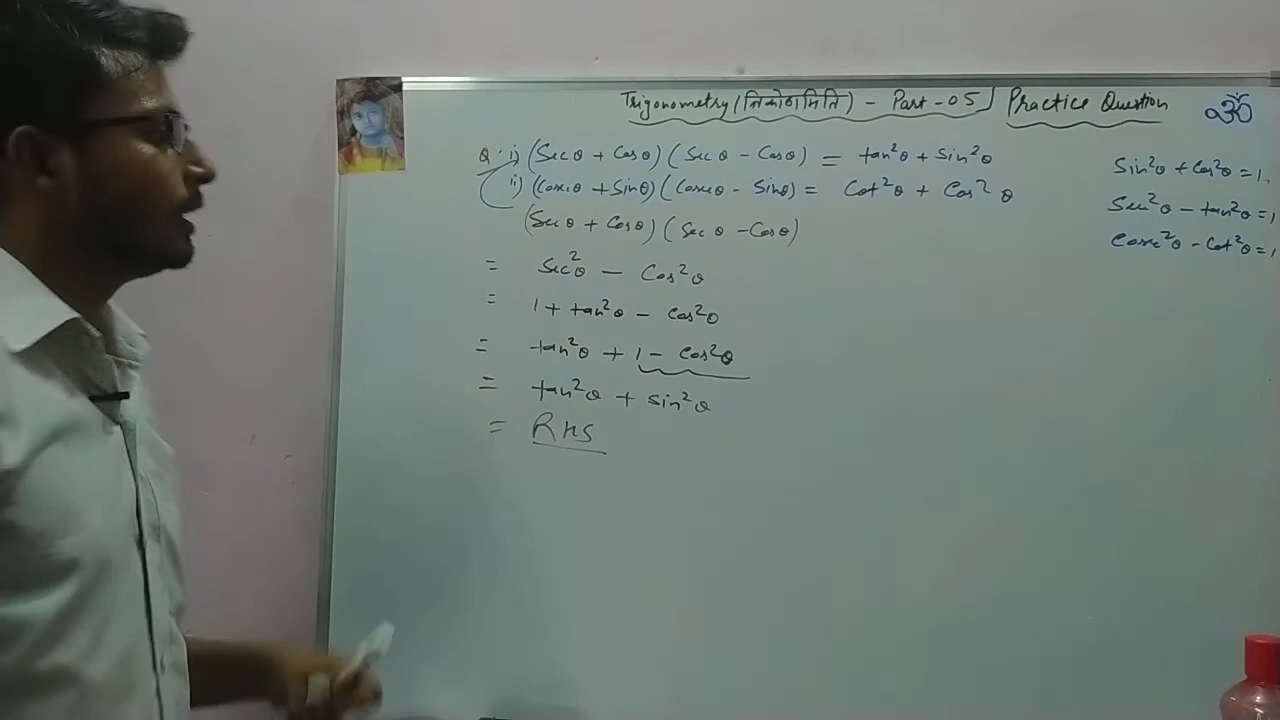 Trigonometry (त्रिकोणमिति) - Part - 05 / Practice Question
ॐ
Q. i) (Secθ + Cosθ) (Secθ - Cosθ) = tan²θ + Sin²θ
ii) (Cosecθ + Sinθ) (Cosecθ - Sinθ) = Cot²θ + Cos²θ
(Secθ + Cosθ) (Secθ - Cosθ)
= Sec²θ - Cos²θ
= 1 + tan²θ - Cos²θ
= tan²θ + 1 - Cos²θ
= tan²θ + Sin²θ
= RHS
Sin²θ + Cos²θ = 1.
Sec²θ - tan²θ = 1,
Cosec²θ - Cot²θ = 1